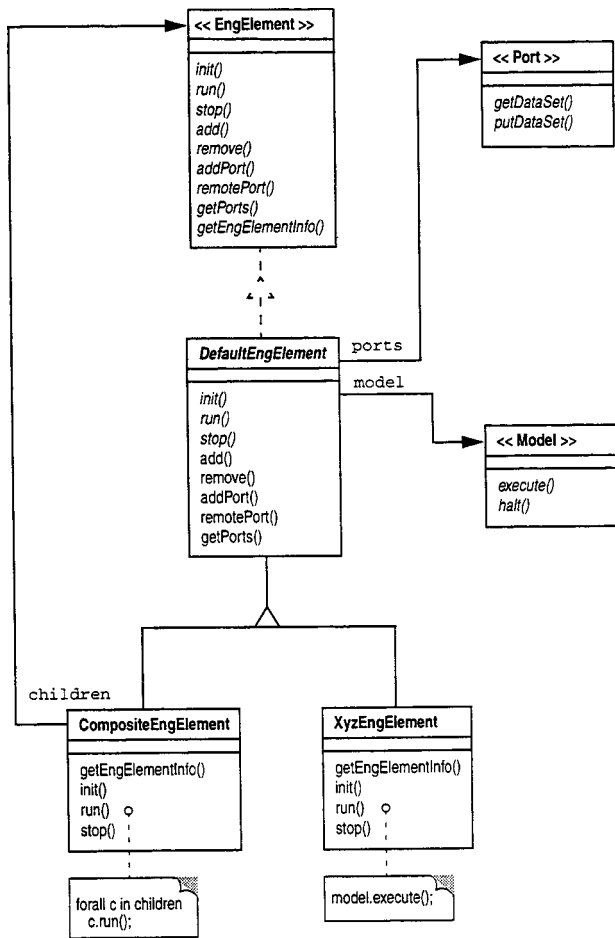 << EngElement >>
init()
run()
stop()
add()
remove()
addPort()
remotePort()
getPorts()
getEngElementInfo()
<< Port >>
getDataSet()
putDataSet()
DefaultEngElement
init()
run()
stop()
add()
remove()
addPort()
remotePort()
getPorts()
ports
model
<< Model >>
execute()
halt()
children
CompositeEngElement
getEngElementInfo()
init()
run()
stop()
forall c in children
c.run();
XyzEngElement
getEngElementInfo()
init()
run()
stop()
model.execute();